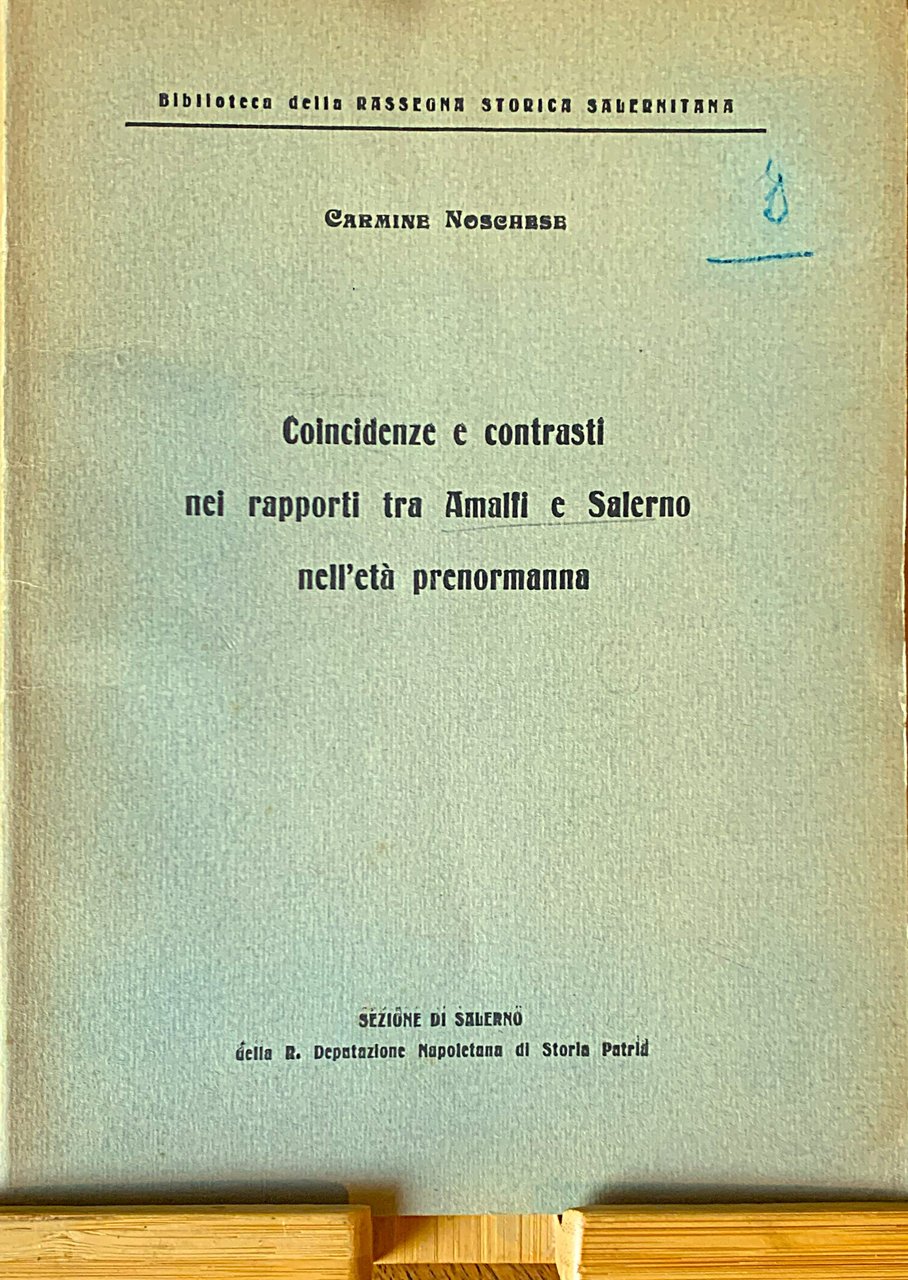 Biblioteca della RASSEGNA STORICA SALERNITANA
CARMINE NOSCHESE
Coincidenze e contrasti
nei rapporti tra Amalfi e Salerno
nell'età prenormanna
SEZIONE DI SALERNO
della R. Deputazione Napoletana di Storia Patria